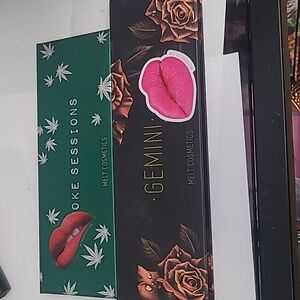 OKE SESSIONS
MELT COSMETICS
· GEMINI ·
MELT COSMETICS